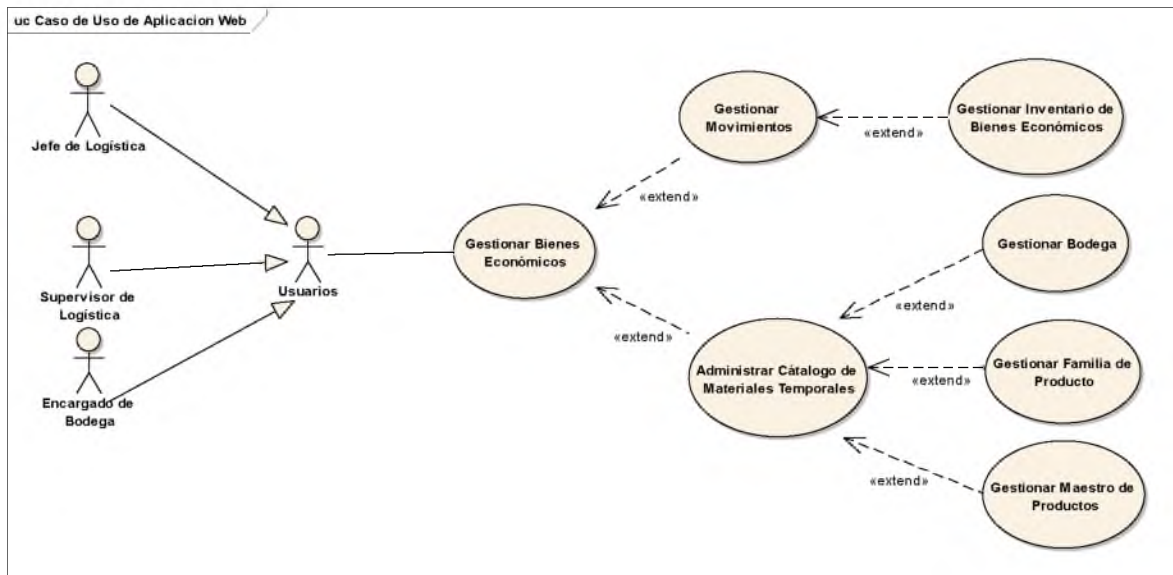 uc Caso de Uso de Aplicacion Web
Jefe de Logística
Supervisor de
Logística
Encargado de
Bodega
Usuarios
Gestionar Bienes
Económicos
Gestionar
Movimientos
Gestionar Inventario de
Bienes Económicos
«extend»
«extend»
«extend»
Administrar Cátalogo de
Materiales Temporales
Gestionar Bodega
«extend»
Gestionar Familia de
Producto
«extend»
Gestionar Maestro de
Productos
«extend»